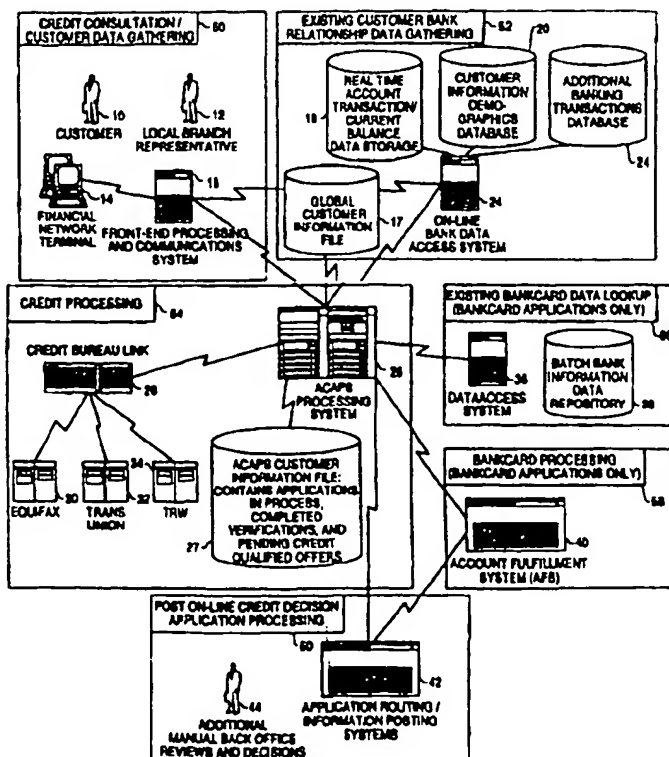 CREDIT CONSULTATION /
CUSTOMER DATA GATHERING
50
10
CUSTOMER
12
LOCAL BRANCH
REPRESENTATIVE
14
FINANCIAL
NETWORK
TERMINAL
16
FRONT-END PROCESSING
AND COMMUNICATIONS
SYSTEM
EXISTING CUSTOMER BANK
RELATIONSHIP DATA GATHERING
52
20
REAL TIME
ACCOUNT
TRANSACTION/
CURRENT
BALANCE
DATA STORAGE
18
CUSTOMER
INFORMATION
DEMO-
GRAPHICS
DATABASE
ADDITIONAL
BANKING
TRANSACTIONS
DATABASE
24
GLOBAL
CUSTOMER
INFORMATION
FILE
17
24
ON-LINE
BANK DATA
ACCESS SYSTEM
CREDIT PROCESSING
54
CREDIT BUREAU LINK
28
ACAPS
PROCESSING
SYSTEM
30
EQUIFAX
32
TRANS
UNION
34
TRW
ACAPS CUSTOMER
INFORMATION FILE:
CONTAINS APPLICATIONS
IN PROCESS,
COMPLETED
VERIFICATIONS, AND
PENDING CREDIT
QUALIFIED OFFERS
27
EXISTING BANKCARD DATA LOOKUP
(BANKCARD APPLICATIONS ONLY)
36
DATA ACCESS
SYSTEM
BATCH BANK
INFORMATION
DATA
REPOSITORY
BANKCARD PROCESSING
(BANKCARD APPLICATIONS ONLY)
40
ACCOUNT FULFILLMENT
SYSTEM (AFS)
POST ON-LINE CREDIT DECISION
APPLICATION PROCESSING
44
ADDITIONAL
MANUAL BACK OFFICE
REVIEWS AND DECISIONS
42
APPLICATION ROUTING /
INFORMATION POSTING
SYSTEMS